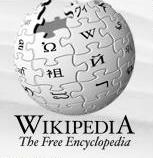 Ω W
И
WIKIPEDIA
The Free Encyclopedia